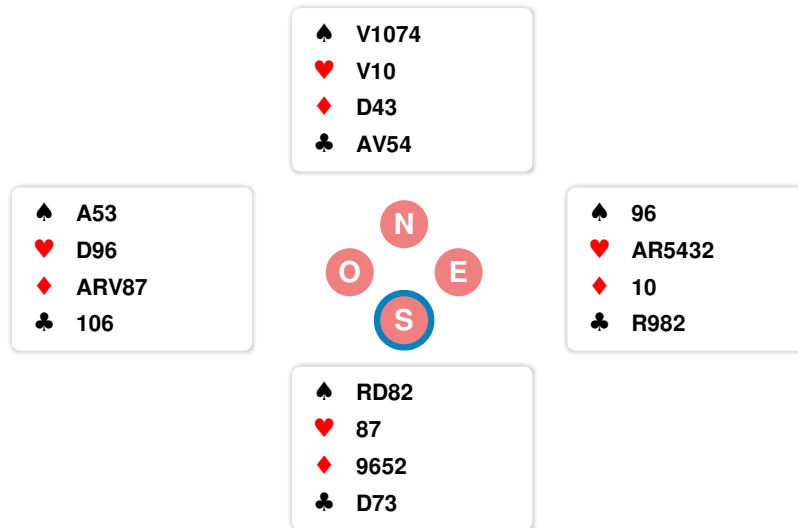 ♠ V1074
♥ V10
♦ D43
♣ AV54
♠ A53
♥ D96
♦ ARV87
♣ 106
N
O E
S
♠ 96
♥ AR5432
♦ 10
♣ R982
♠ RD82
♥ 87
♦ 9652
♣ D73